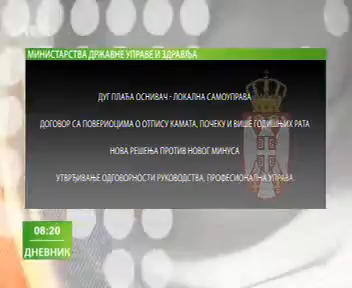 МИНИСТАРСТВА ДРЖАВНЕ УПРАВЕ И ЗДРАВЉА
ДУГ ПЛАЋА ОСНИВАЧ - ЛОКАЛНА САМОУПРАВА
ДОГОВОР СА ПОВЕРИОЦИМА О ОТПИСУ КАМАТА, ПОЧЕКУ И ВИШЕ ГОДИШЊИХ РАТА
НОВА РЕШЕЊА ПРОТИВ НОВОГ МИНУСА
УТВРЂИВАЊЕ ОДГОВОРНОСТИ РУКОВОДСТВА, ПРОФЕСИОНАЛНА УПРАВА
08:20
ДНЕВНИК